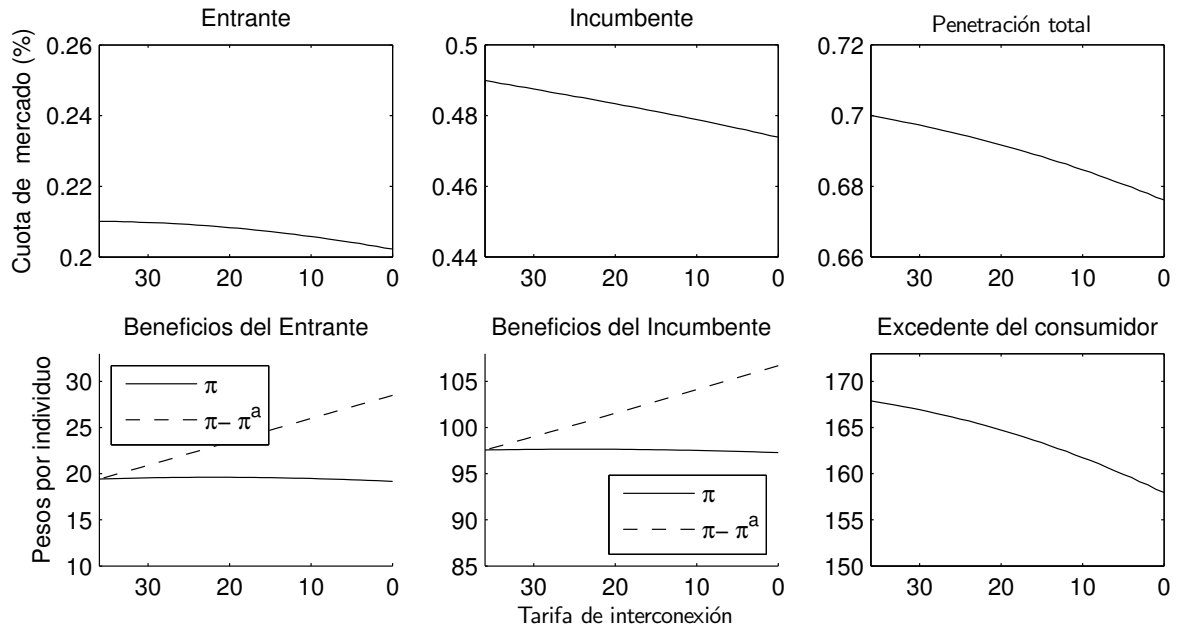 Entrante
Incumbente
Penetración total
Cuota de mercado (%)
0.26
0.24
0.22
0.2
30 20 10 0
0.5
0.48
0.46
0.44
30 20 10 0
0.72
0.7
0.68
0.66
30 20 10 0
Beneficios del Entrante
Beneficios del Incumbente
Excedente del consumidor
Pesos por individuo
30
25
20
15
10
π
π− πᵃ
30 20 10 0
105
100
95
90
85
π
π− πᵃ
30 20 10 0
170
165
160
155
150
30 20 10 0
Tarifa de interconexión